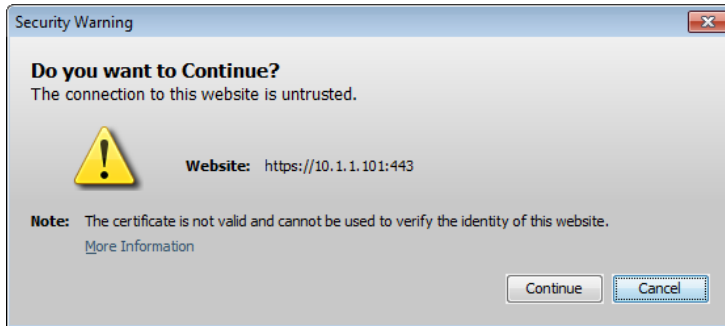 Security Warning
Do you want to Continue?
The connection to this website is untrusted.
Website: https://10.1.1.101:443
Note: The certificate is not valid and cannot be used to verify the identity of this website.
More Information
Continue Cancel